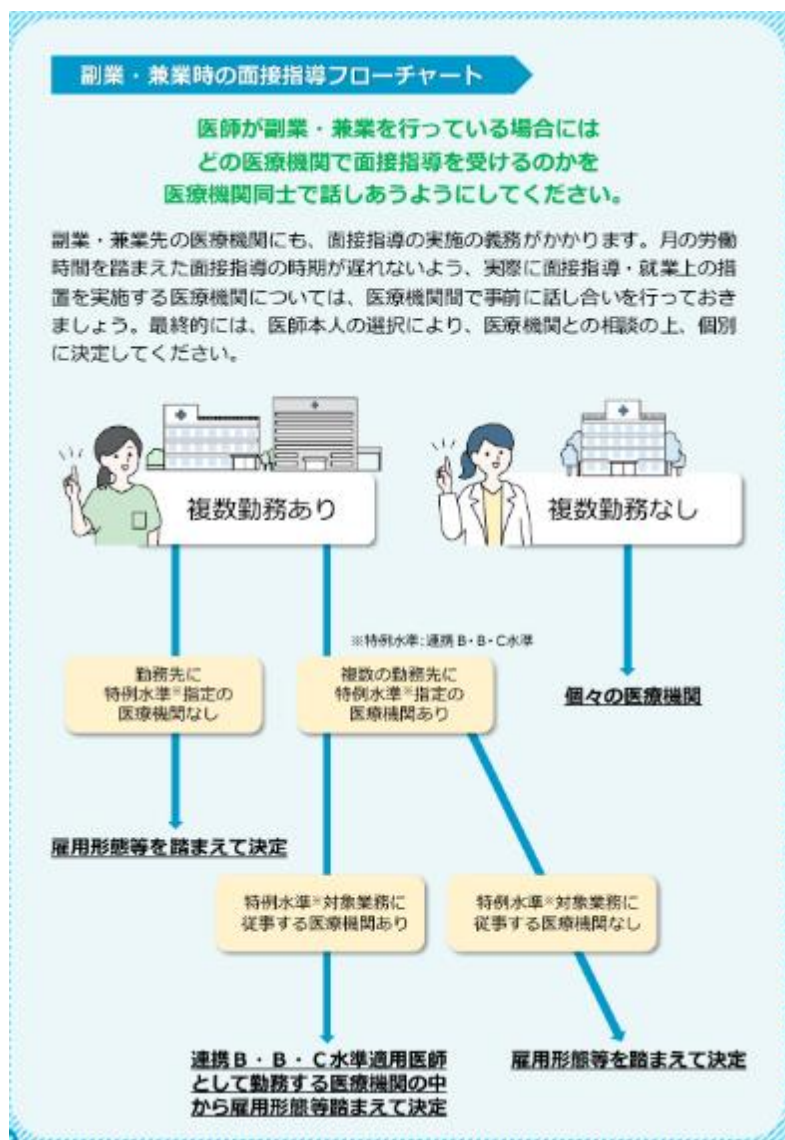 副業・兼業時の面接指導フローチャート
医師が副業・兼業を行っている場合には
どの医療機関で面接指導を受けるのかを
医療機関同士で話しあうようにしてください。
副業・兼業先の医療機関にも、面接指導の実施の義務がかかります。月の労働
時間を踏まえた面接指導の時期が遅れないよう、実際に面接指導・就業上の措
置を実施する医療機関については、医療機関間で事前に話し合いを行っておき
ましょう。最終的には、医師本人の選択により、医療機関との相談の上、個別
に決定してください。
複数勤務あり
複数勤務なし
※特例水準：連携B・B・C水準
勤務先に
特例水準※指定の
医療機関なし
複数の勤務先に
特例水準※指定の
医療機関あり
個々の医療機関
雇用形態等を踏まえて決定
特例水準※対象業務に
従事する医療機関あり
特例水準※対象業務に
従事する医療機関なし
連携B・B・C水準適用医師
として勤務する医療機関の中
から雇用形態等踏まえて決定
雇用形態等を踏まえて決定